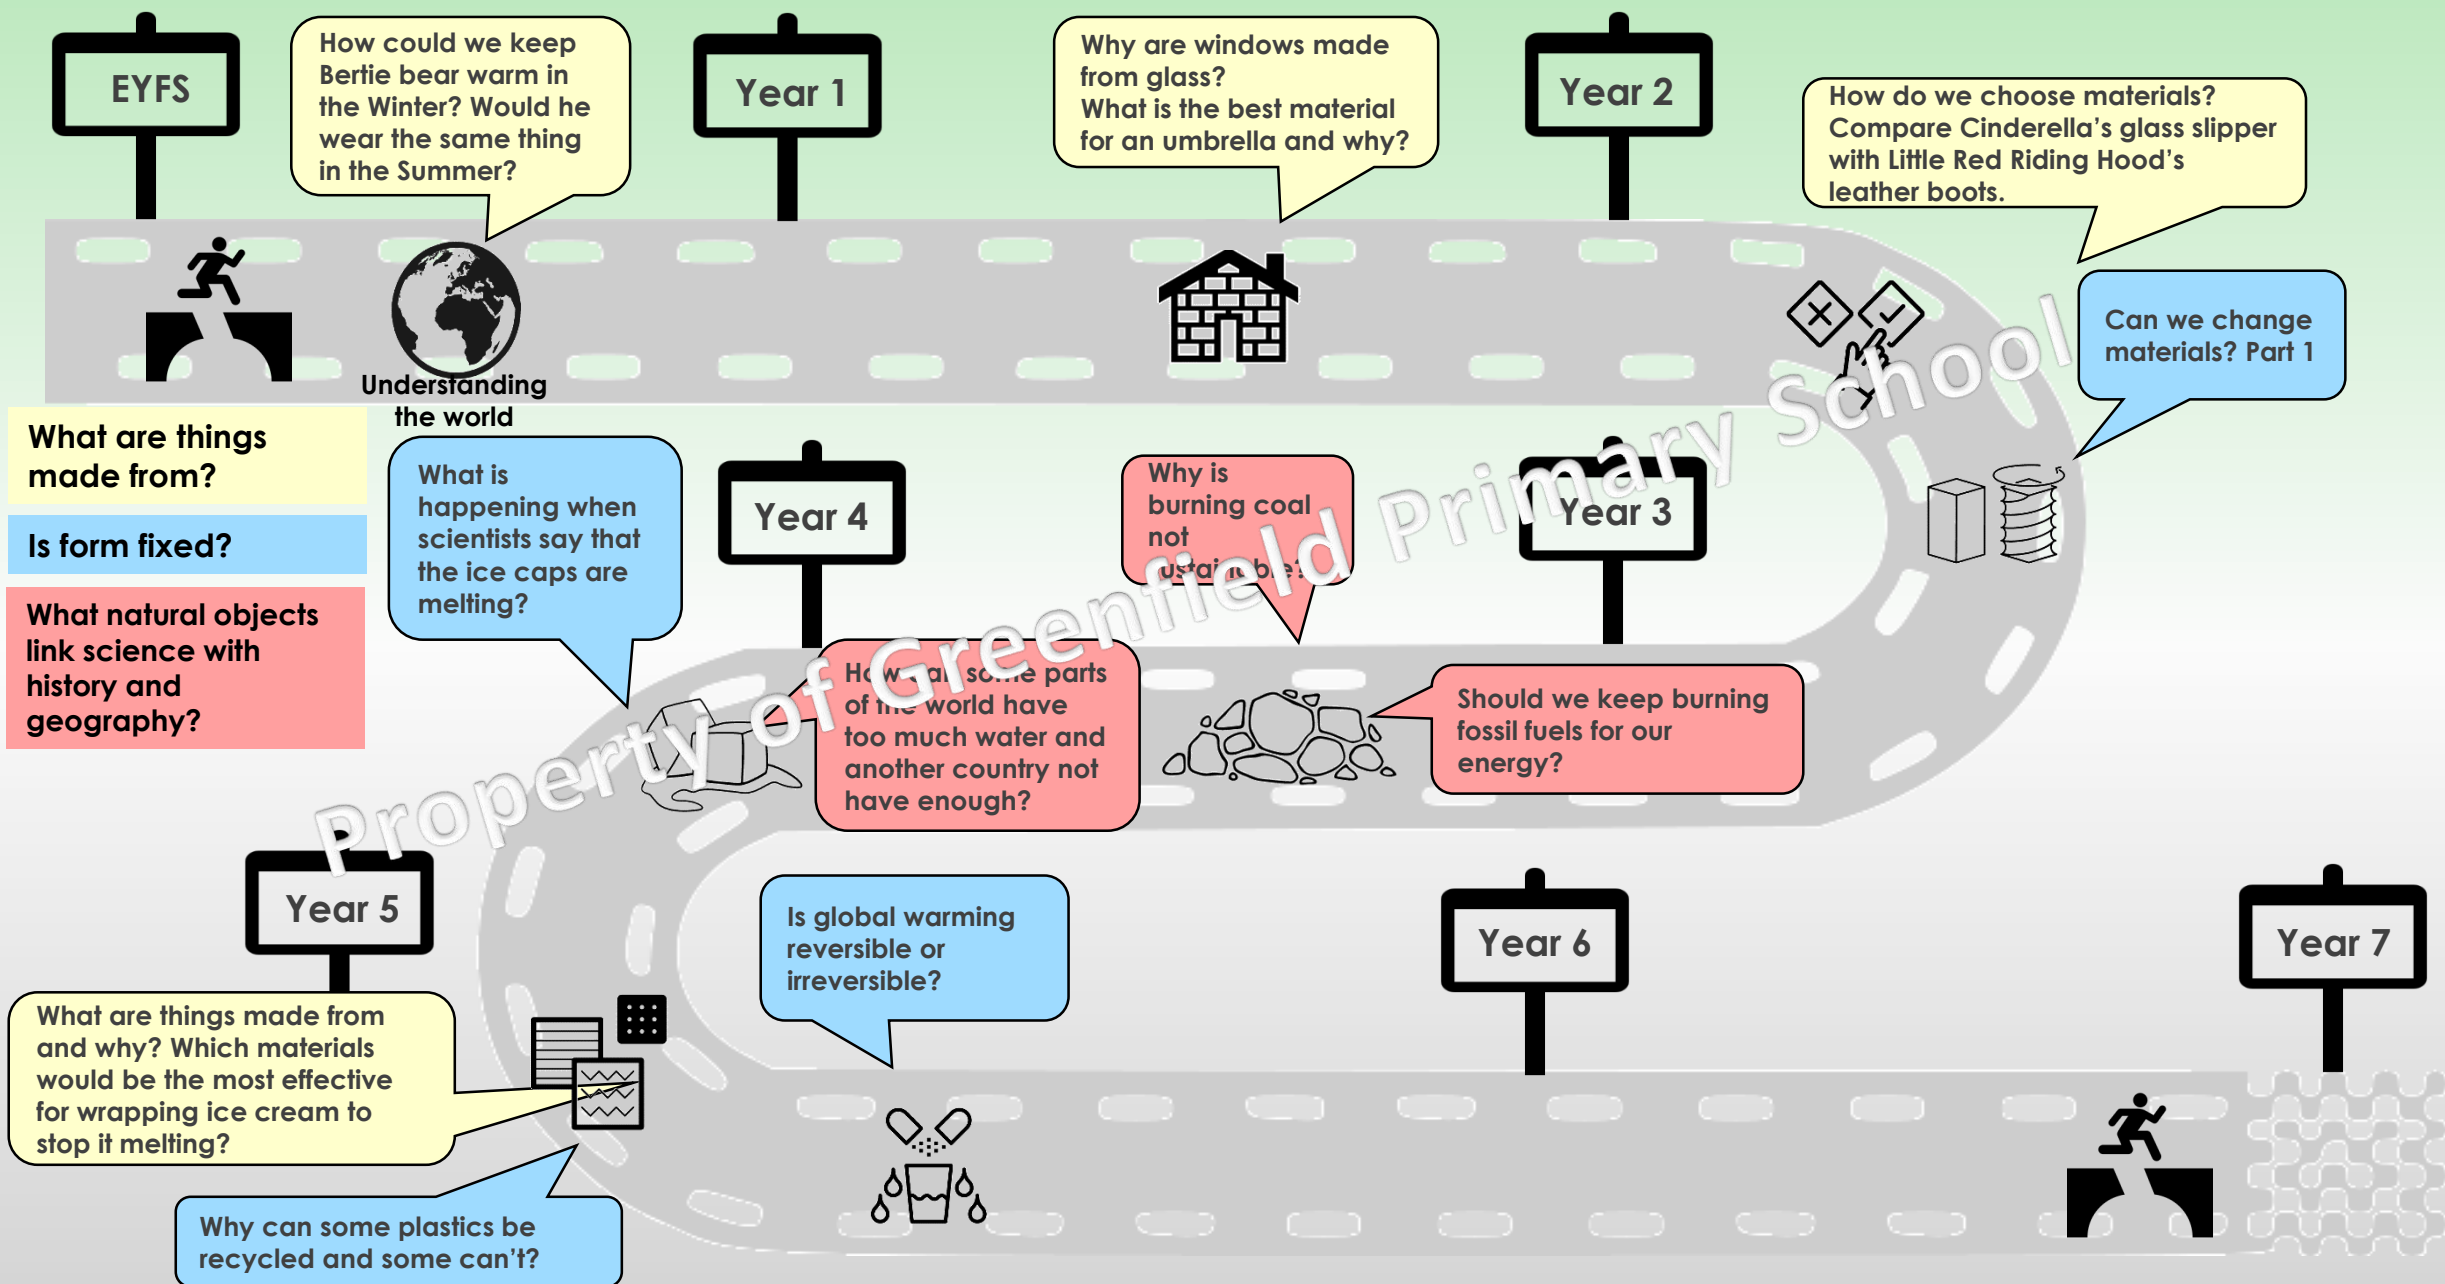 EYFS
How could we keep
Bertie bear warm in
the Winter? Would he
wear the same thing
in the Summer?
Year 1
Why are windows made
from glass?
What is the best material
for an umbrella and why?
Year 2
How do we choose materials?
Compare Cinderella's glass slipper
with Little Red Riding Hood's
leather boots.
Understanding
the world
Can we change
materials? Part 1
What are things
made from?
Is form fixed?
What natural objects
link science with
history and
geography?
Year 3
Should we keep burning
fossil fuels for our
energy?
Why is
burning coal
not
sustainable?
Year 4
How can some parts
of the world have
too much water and
another country not
have enough?
What is
happening when
scientists say that
the ice caps are
melting?
Property of Greenfield Primary School
Year 5
What are things made from
and why? Which materials
would be the most effective
for wrapping ice cream to
stop it melting?
Why can some plastics be
recycled and some can't?
Is global warming
reversible or
irreversible?
Year 6
Year 7